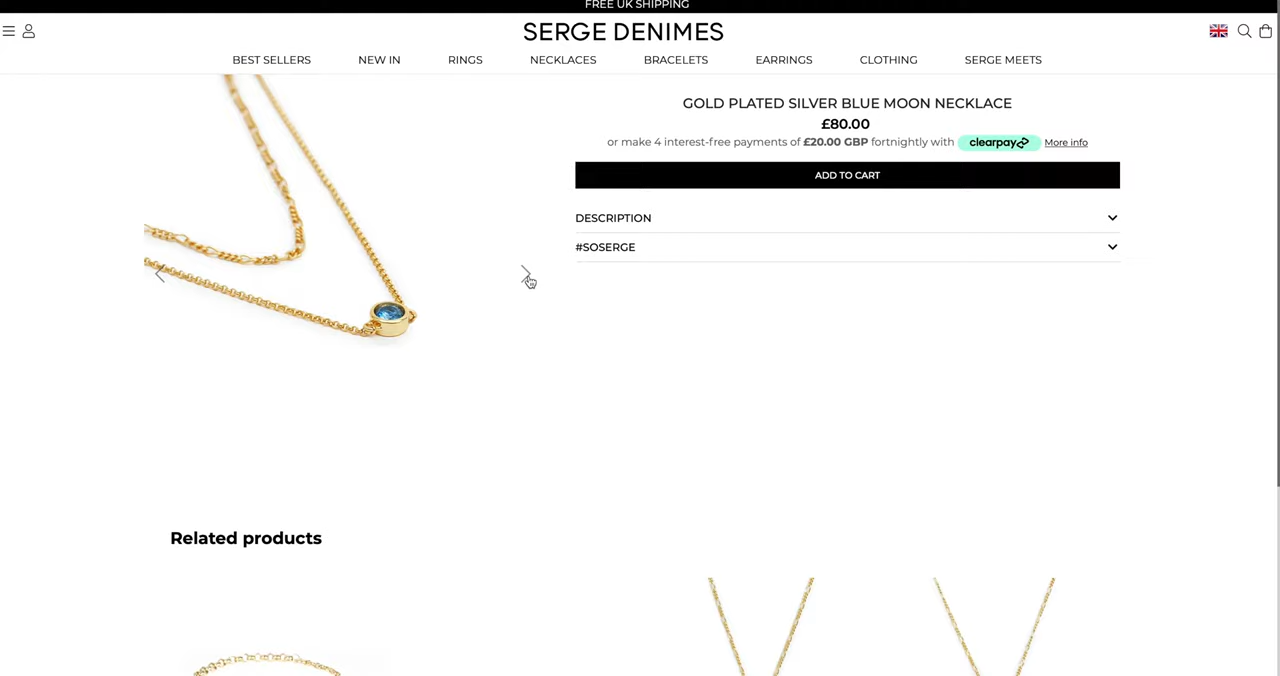 FREE UK SHIPPING
SERGE DENIMES
BEST SELLERS NEW IN RINGS NECKLACES BRACELETS EARRINGS CLOTHING SERGE MEETS
GOLD PLATED SILVER BLUE MOON NECKLACE
£80.00
or make 4 interest-free payments of £20.00 GBP fortnightly with clearpay More info
ADD TO CART
DESCRIPTION
#SOSERGE
Related products